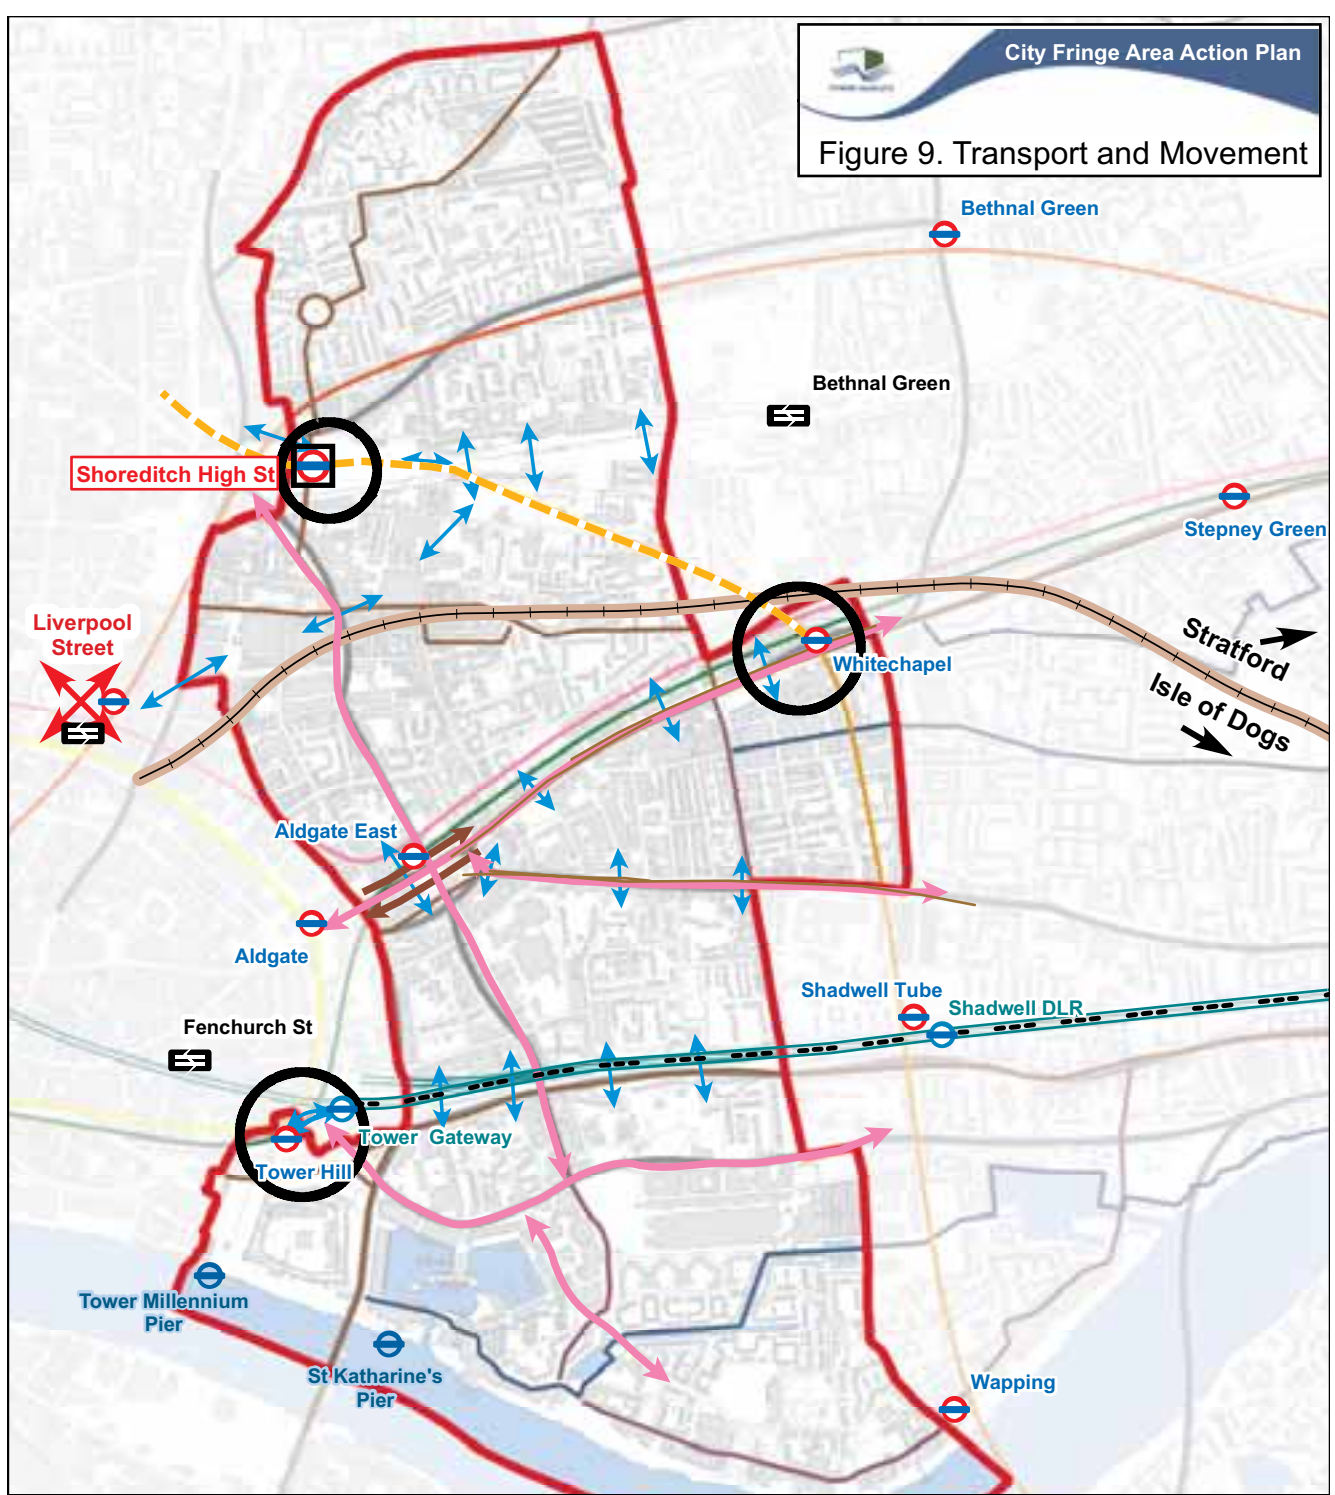 City Fringe Area Action Plan
Figure 9. Transport and Movement
Bethnal Green
Bethnal Green
Shoreditch High St
Stepney Green
Liverpool
Street
Stratford
Whitechapel
Isle of Dogs
Aldgate East
Aldgate
Shadwell Tube
Shadwell DLR
Fenchurch St
Tower Gateway
Tower Hill
Tower Millennium
Pier
St Katharine's
Pier
Wapping